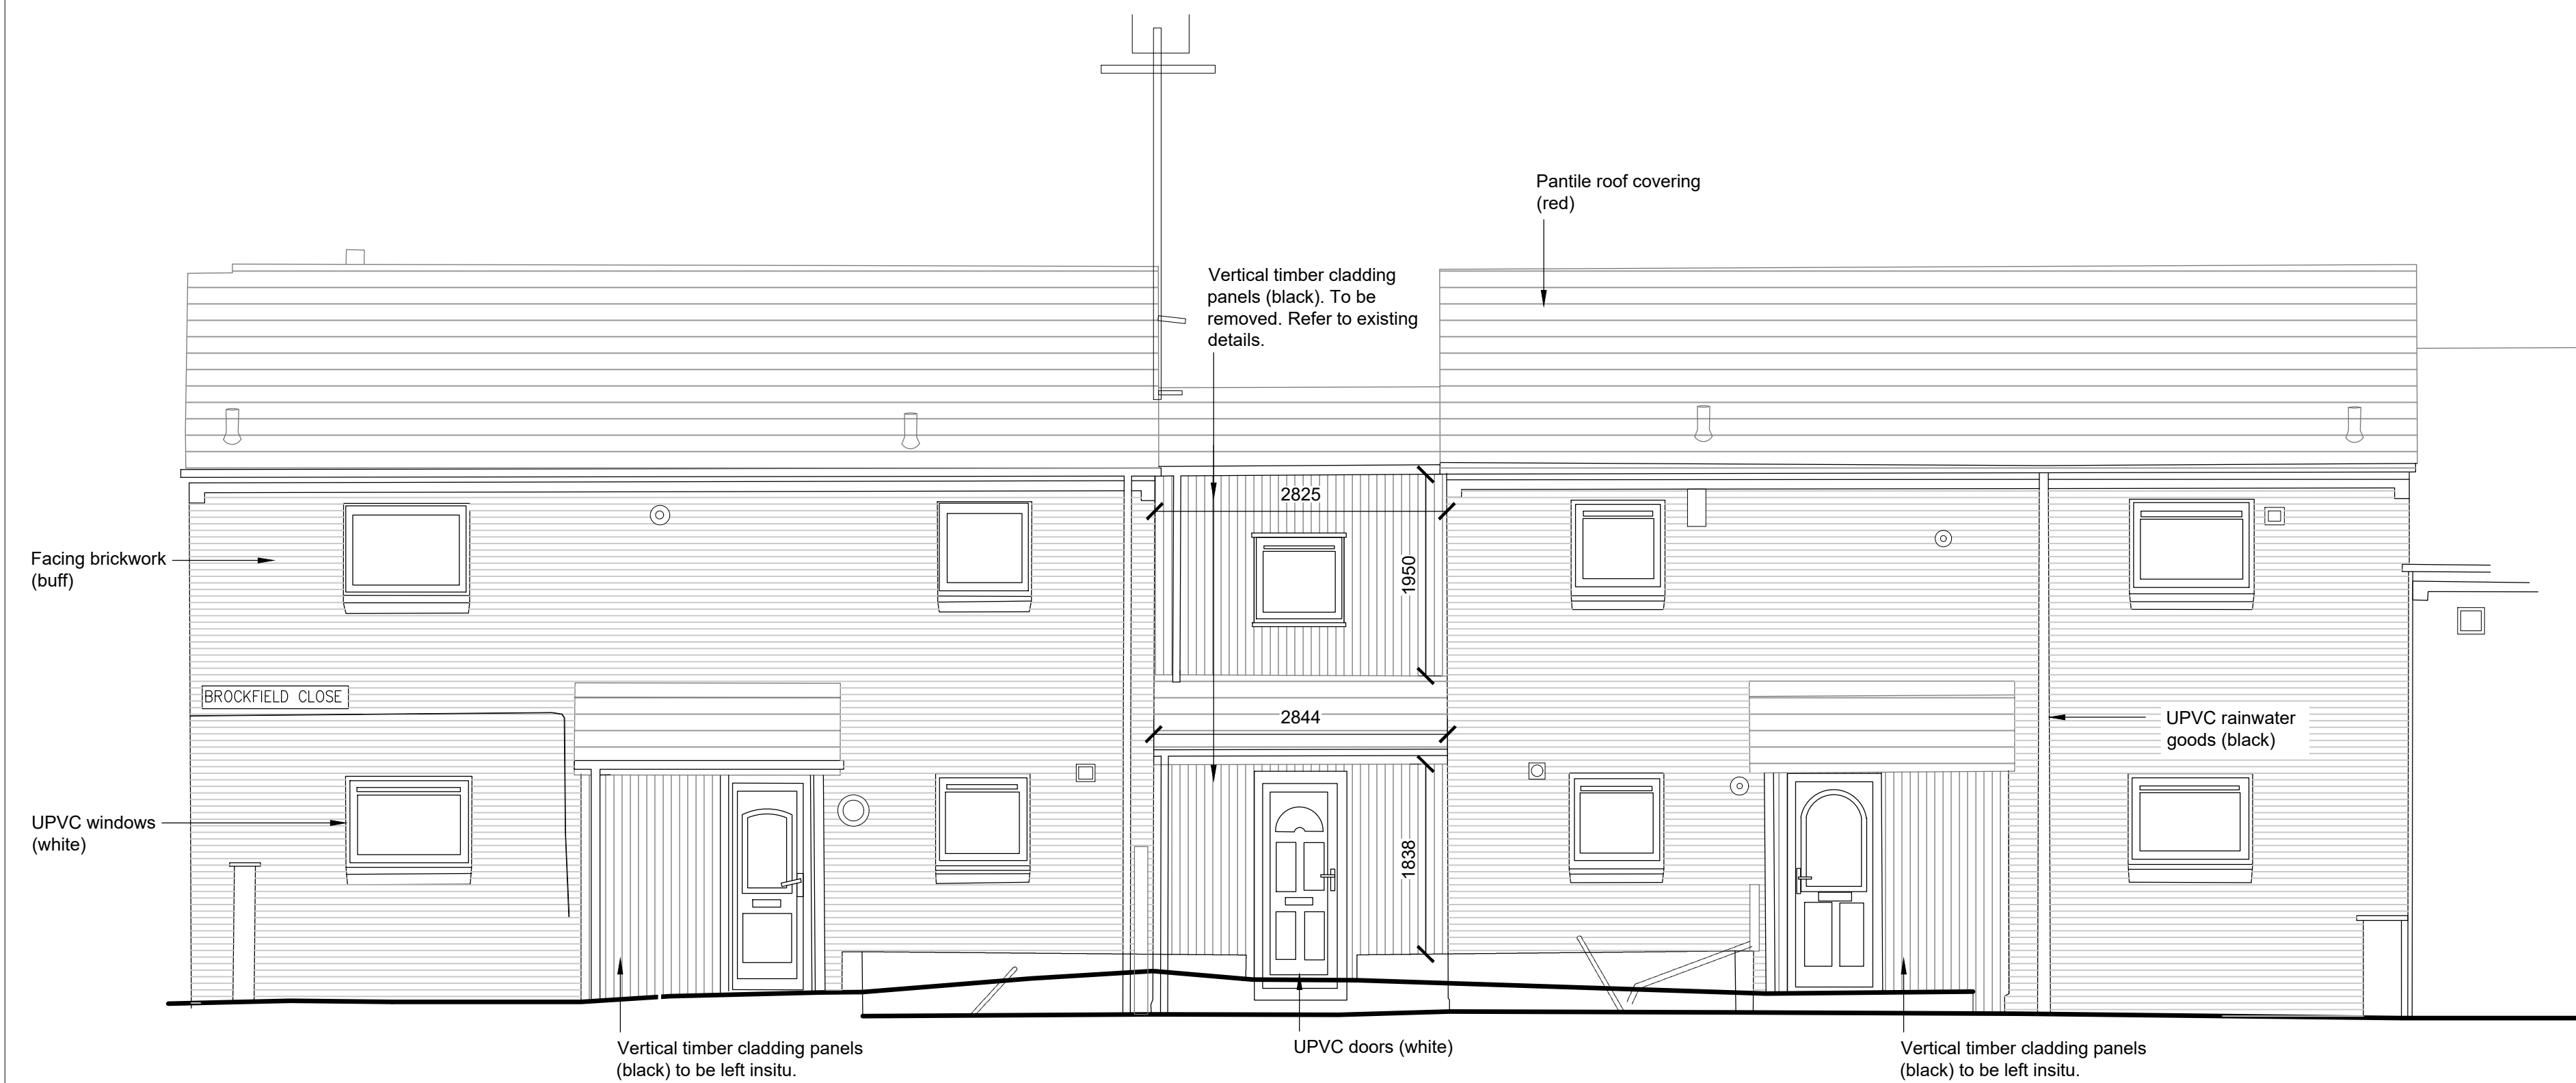 Pantile roof covering
(red)
Vertical timber cladding
panels (black). To be
removed. Refer to existing
details.
2825
1950
Facing brickwork
(buff)
BROCKFIELD CLOSE
2844
UPVC rainwater
goods (black)
UPVC windows
(white)
1838
Vertical timber cladding panels
(black) to be left insitu.
UPVC doors (white)
Vertical timber cladding panels
(black) to be left insitu.